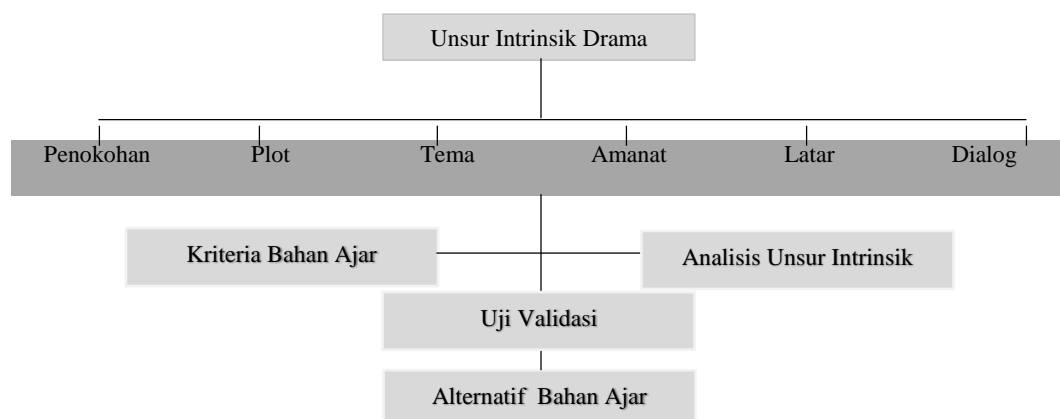 Unsur Intrinsik Drama
Penokohan Plot Tema Amanat Latar Dialog
Kriteria Bahan Ajar Analisis Unsur Intrinsik
Uji Validasi
Alternatif Bahan Ajar